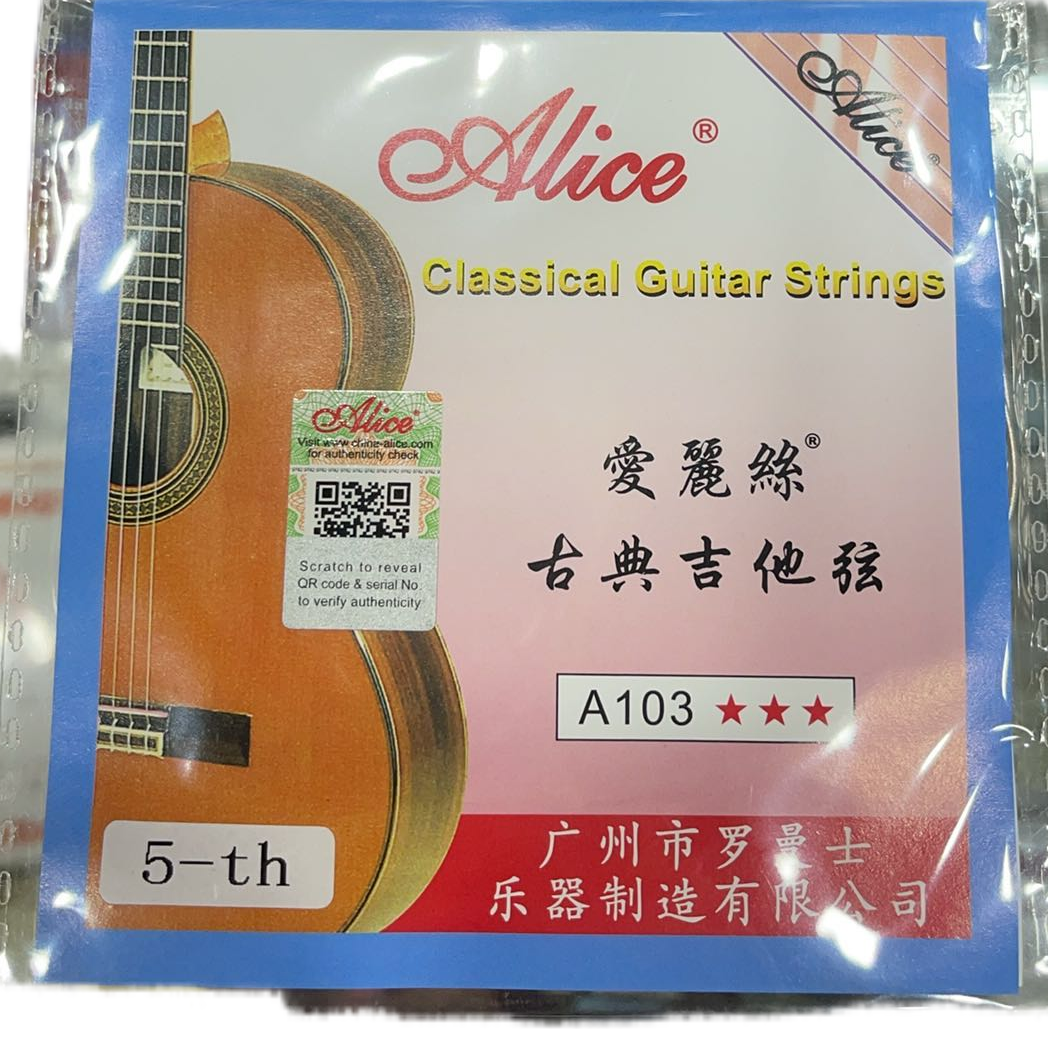 Alice®
Alice®
Classical Guitar Strings
Alice®
Visit www.china-alice.com
for authenticity check
Scratch to reveal
QR code & serial No.
to verify authenticity
愛麗絲®
古典吉他弦
A103 ★★★
5-th
广州市罗曼士
乐器制造有限公司